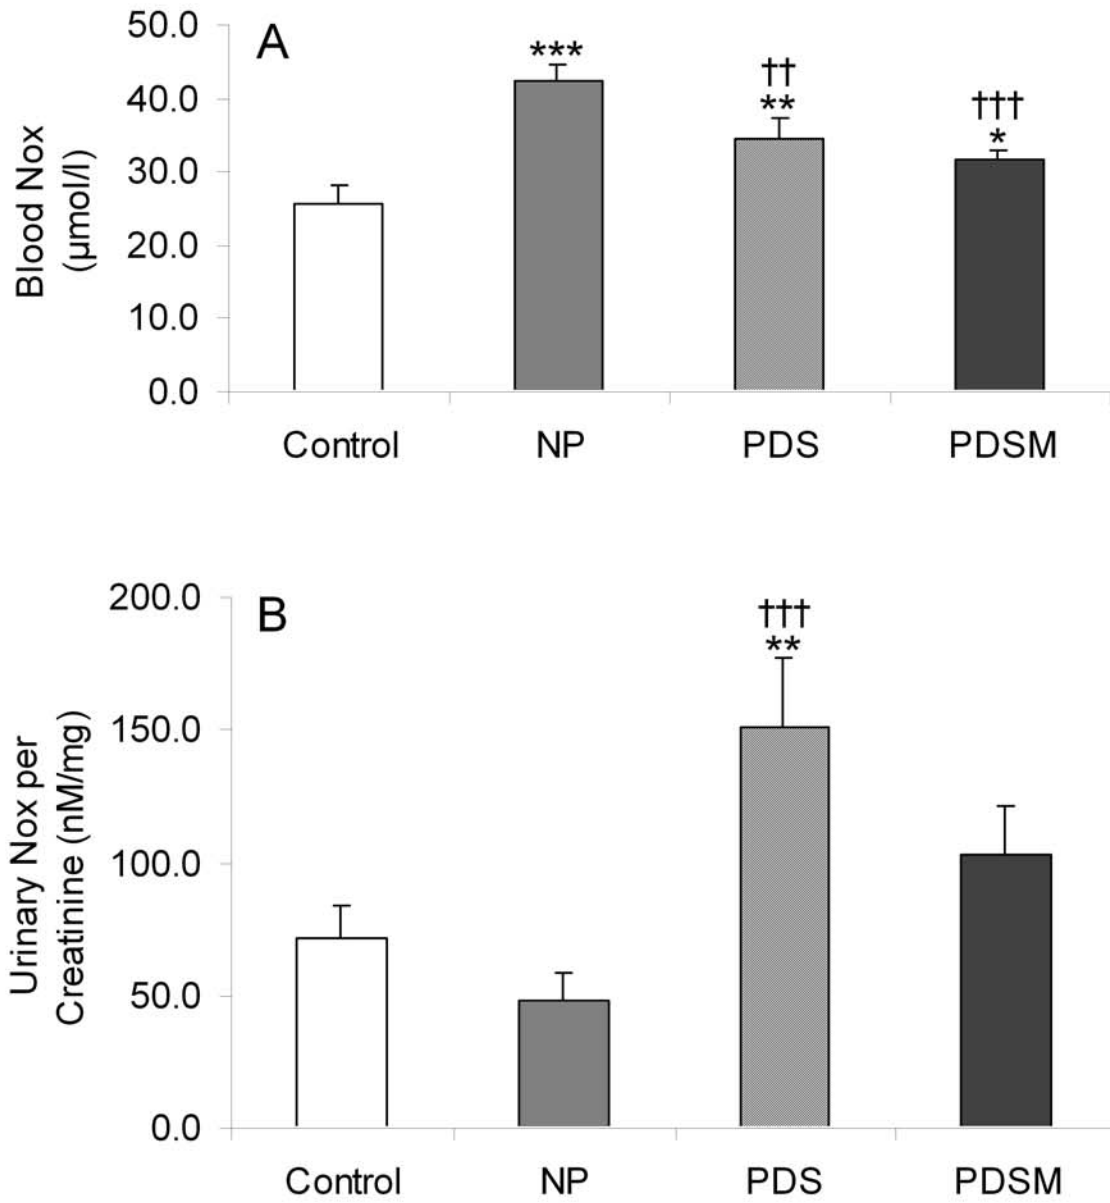 A
50.0
40.0
30.0
20.0
10.0
0.0
Blood Nox
(µmol/l)
***
††
**
†††
*
Control NP PDS PDSM
B
200.0
150.0
100.0
50.0
0.0
Urinary Nox per
Creatinine (nM/mg)
†††
**
Control NP PDS PDSM